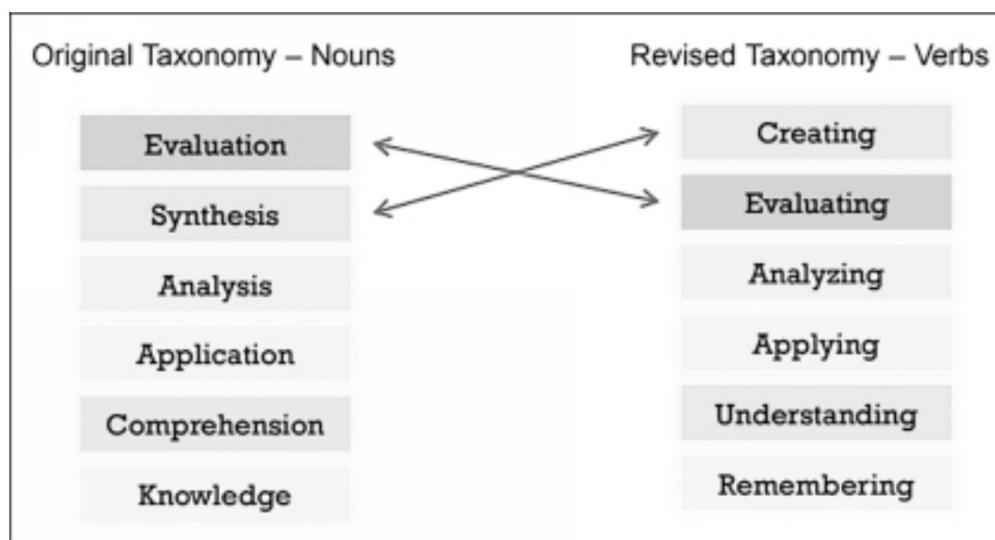 Original Taxonomy – Nouns
Evaluation
Synthesis
Analysis
Application
Comprehension
Knowledge
Revised Taxonomy – Verbs
Creating
Evaluating
Analyzing
Applying
Understanding
Remembering